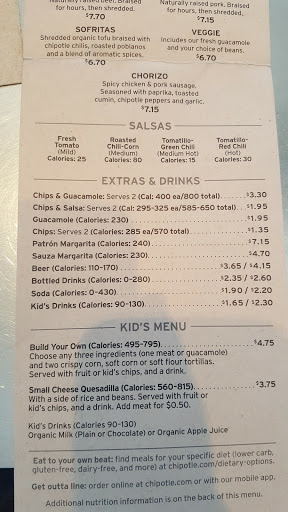 Naturally raised beef. Braised
for hours, then shredded.
$7.70
Naturally raised pork. Braised
for hours, then shredded.
$7.15
SOFRITAS
Shredded organic tofu braised with
chipotle chilis, roasted poblanos
and a blend of aromatic spices.
$6.70
VEGGIE
Includes our fresh guacamole
and your choice of beans.
$6.70
CHORIZO
Spicy chicken & pork sausage.
Seasoned with paprika, toasted
cumin, chipotle peppers and garlic.
$7.15
SALSAS
Fresh
Tomato
(Mild)
Calories: 25
Roasted
Chili-Corn
(Medium)
Calories: 80
Tomatillo-
Green Chili
(Medium Hot)
Calories: 15
Tomatillo-
Red Chili
(Hot)
Calories: 30
EXTRAS & DRINKS
Chips & Guacamole: Serves 2 (Cal: 400 ea/800 total)....$3.30
Chips & Salsa: Serves 2 (Cal: 295-325 ea/585-650 total)...$1.95
Guacamole (Calories: 230)....$1.95
Chips: Serves 2 (Calories: 285 ea/570 total)....$1.35
Patrón Margarita (Calories: 240)....$7.15
Sauza Margarita (Calories: 230)....$4.70
Beer (Calories: 110-170)....$3.65 / $4.15
Bottled Drinks (Calories: 0-280)....$2.35 / $2.60
Soda (Calories: 0-430)....$1.90 / $2.20
Kid's Drinks (Calories: 90-130)....$1.65 / $2.30
KID'S MENU
Build Your Own (Calories: 495-795)....$4.75
Choose any three ingredients (one meat or guacamole)
and two crispy corn, soft corn or soft flour tortillas.
Served with fruit or kid's chips, and a drink.
Small Cheese Quesadilla (Calories: 560-815)....$3.75
With a side of rice and beans. Served with fruit or
kid's chips, and a drink. Add meat for $0.50.
Kid's Drinks (Calories 90-130)
Organic Milk (Plain or Chocolate) or Organic Apple Juice
Eat to your own beat: find meals for your specific diet (lower carb,
gluten-free, dairy-free, and more) at chipotle.com/dietary-options.
Get outta line: order online at chipotle.com or with our mobile app.
Additional nutrition information is on the back of this menu.